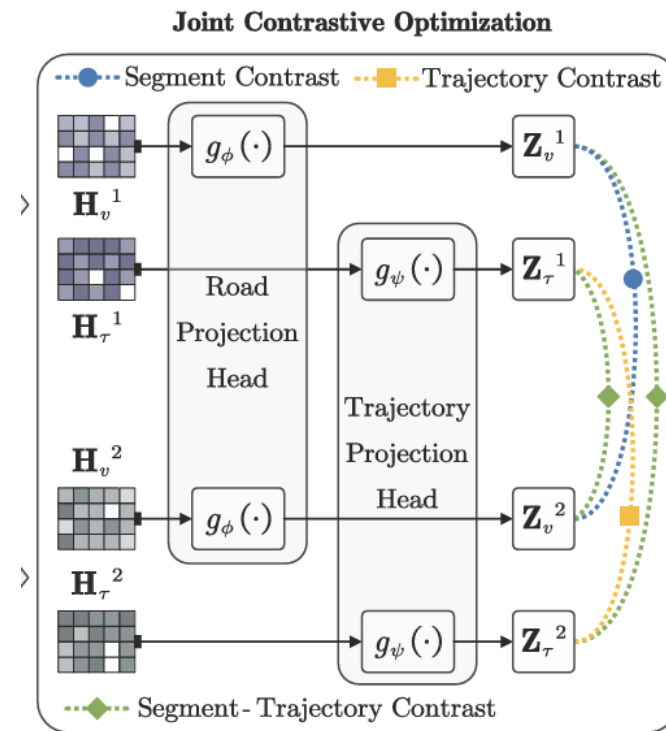 Joint Contrastive Optimization
Segment Contrast
Trajectory Contrast
g_ϕ(·)
Z_v^1
H_v^1
g_ψ(·)
Z_τ^1
H_τ^1
Road
Projection
Head
Trajectory
Projection
Head
H_v^2
g_ϕ(·)
Z_v^2
H_τ^2
g_ψ(·)
Z_τ^2
Segment-Trajectory Contrast